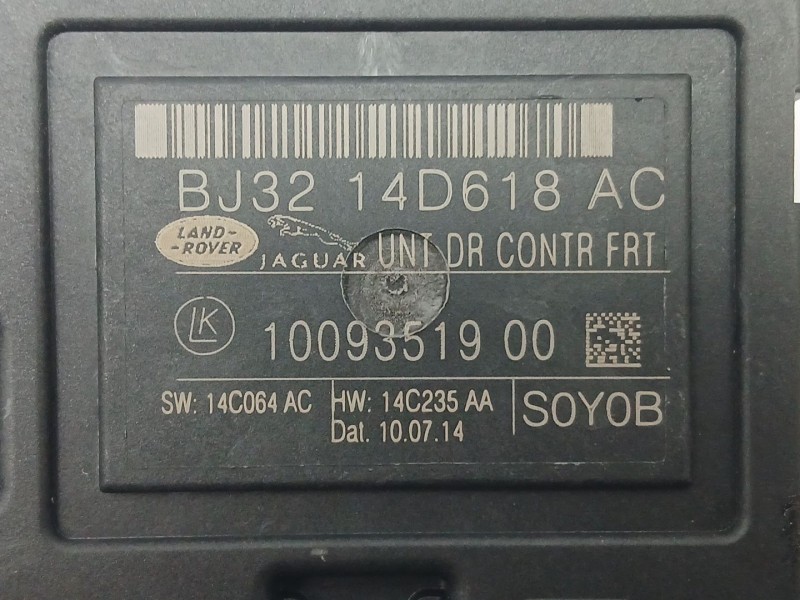 BJ32 14D618 AC
LAND-
-ROVER
JAGUAR UNT DR CONTR FRT
LK 10093519 00
SW: 14C064 AC HW: 14C235 AA
Dat. 10.07.14
SOYOB